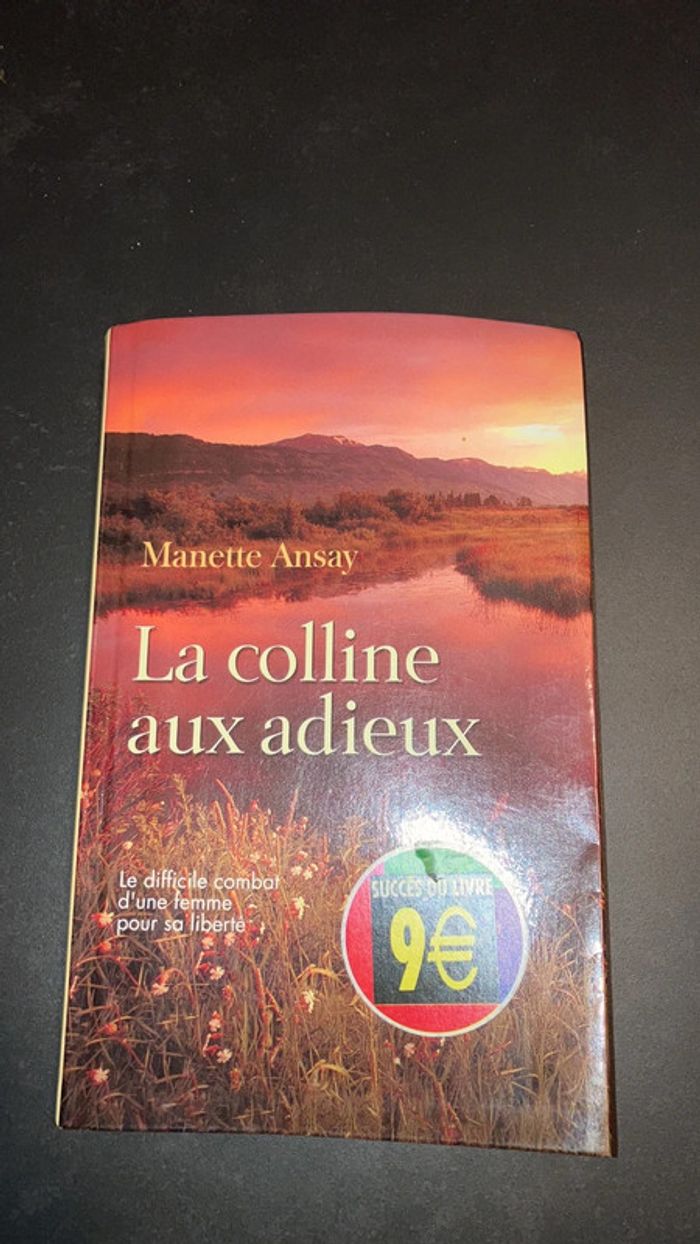 Manette Ansay
La colline
aux adieux
Le difficile combat
d'une femme
pour sa liberté
SUCCÈS DU LIVRE
9€